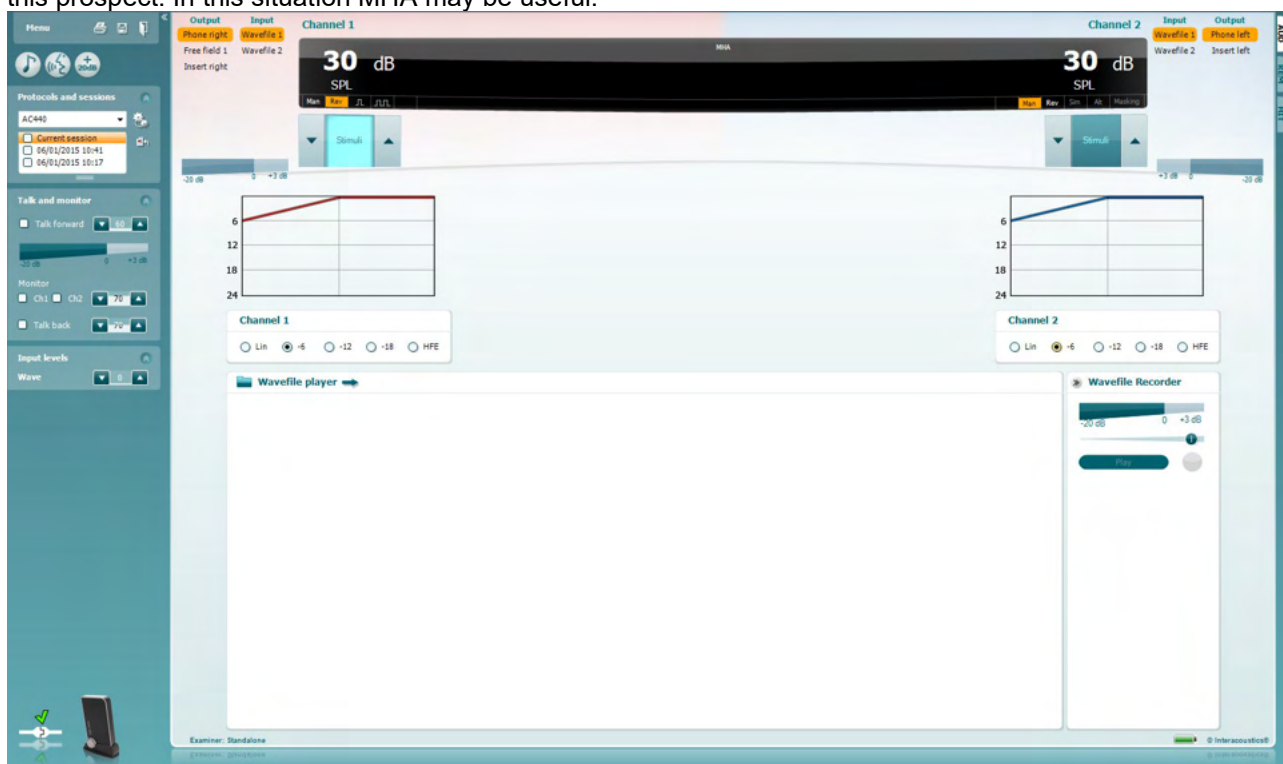 this prospect. In this situation MHA may be useful.
Menu
Output Input Channel 1
Channel 2 Input Output
Phone right Wavefile 1
Wavefile 1 Phone left
Free field 1 Wavefile 2
Wavefile 2 Insert left
Insert right
MHA
30 dB
SPL
30 dB
SPL
Man Rev
Man Rev Sim Alt Masking
20dB
Protocols and sessions
AC440
Current session
06/01/2015 10:41
06/01/2015 10:17
Stimuli
Stimuli
-20 dB 0 +3 dB
+3 dB 0 -20 dB
Talk and monitor
Talk forward 60
-20 dB 0 +3 dB
Monitor
Ch1 Ch2 70
Talk back 70
Input levels
Wave 0
6
12
18
24
6
12
18
24
Channel 1
Lin -6 -12 -18 HFE
Channel 2
Lin -6 -12 -18 HFE
Wavefile player
Wavefile Recorder
-20 dB 0 +3 dB
Play
Examiner: Standalone
© Interacoustics®
AUD